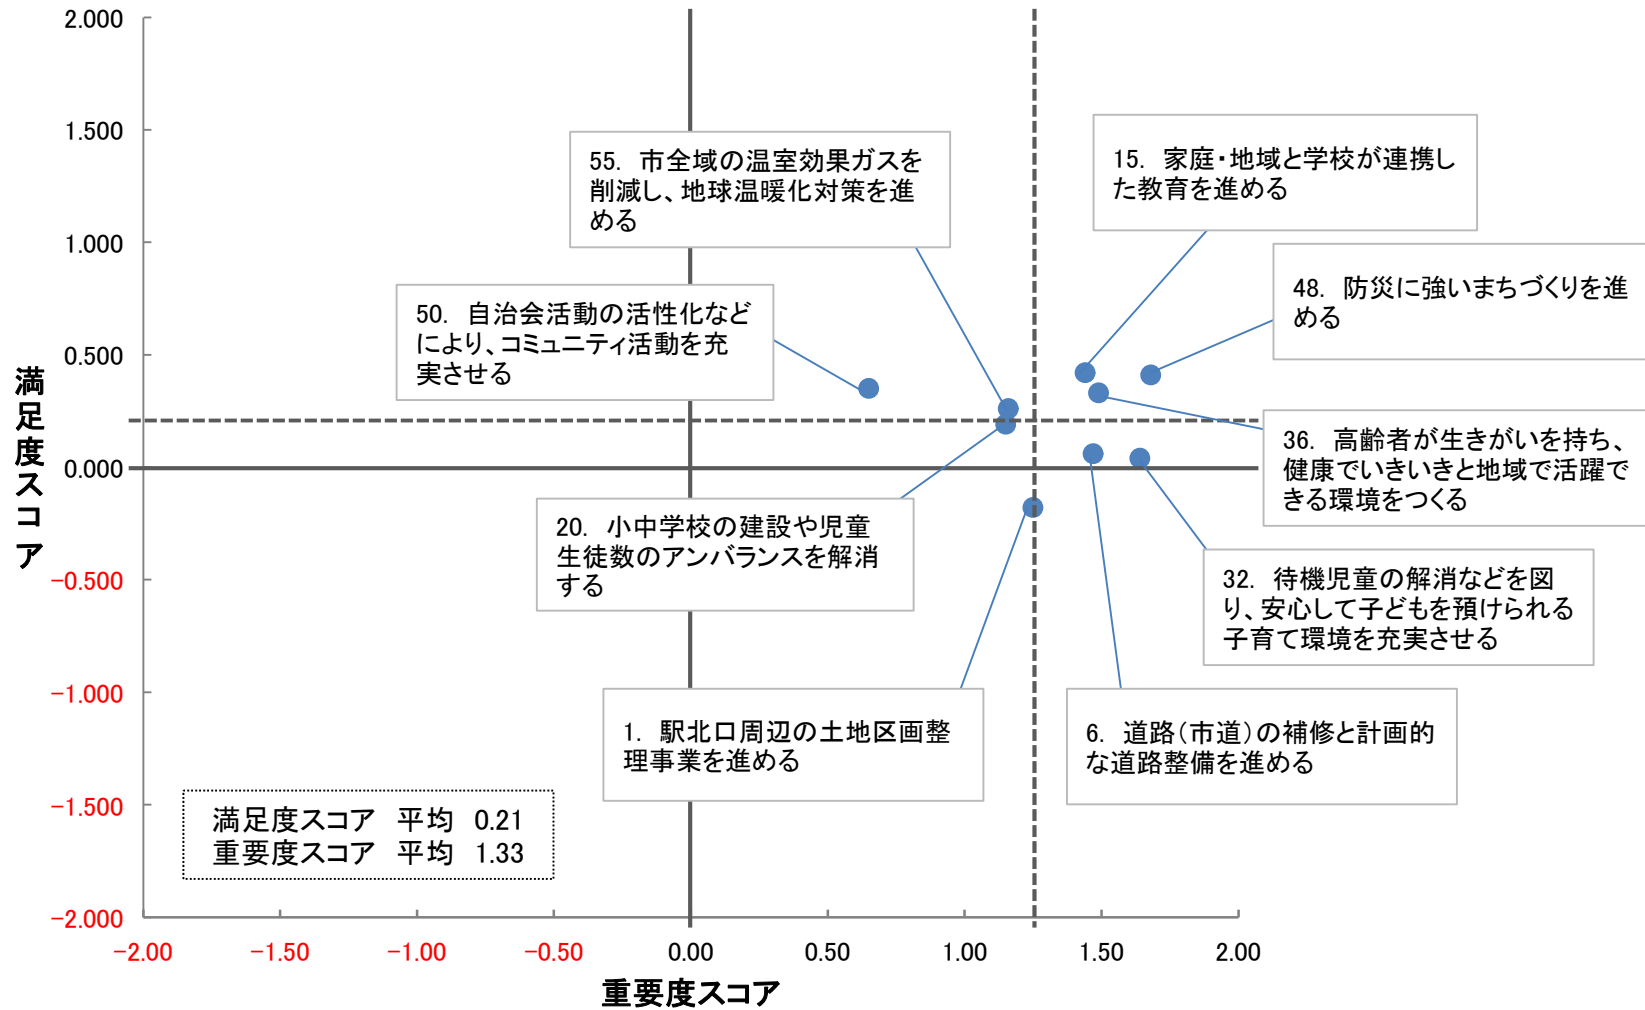 2.000
1.500
1.000
0.500
0.000
-0.500
-1.000
-1.500
-2.000
満足度スコア
55. 市全域の温室効果ガスを
削減し、地球温暖化対策を進
める
15. 家庭・地域と学校が連携し
た教育を進める
48. 防災に強いまちづくりを進
める
50. 自治会活動の活性化など
により、コミュニティ活動を充
実させる
36. 高齢者が生きがいを持ち、
健康でいきいきと地域で活躍で
きる環境をつくる
20. 小中学校の建設や児童
生徒数のアンバランスを解消
する
32. 待機児童の解消などを図
り、安心して子どもを預けられる
子育て環境を充実させる
1. 駅北口周辺の土地区画整
理事業を進める
6. 道路(市道)の補修と計画的
な道路整備を進める
満足度スコア 平均 0.21
重要度スコア 平均 1.33
-2.00 -1.50 -1.00 -0.50 0.00 0.50 1.00 1.50 2.00
重要度スコア